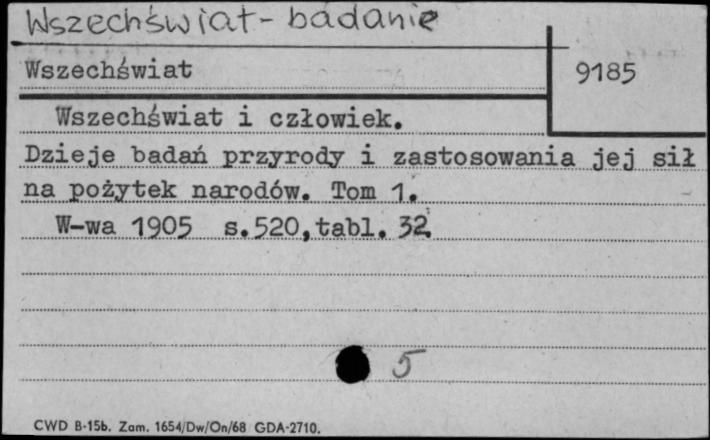 Wszechświat - badanie
Wszechświat
9185
Wszechświat i człowiek.
Dzieje badań przyrody i zastosowania jej sił
na pożytek narodów. Tom 1.
W-wa 1905 s.520,tabl. 32.
5
CWD B-15b. Zam. 1654/Dw/On/68 GDA-2710.